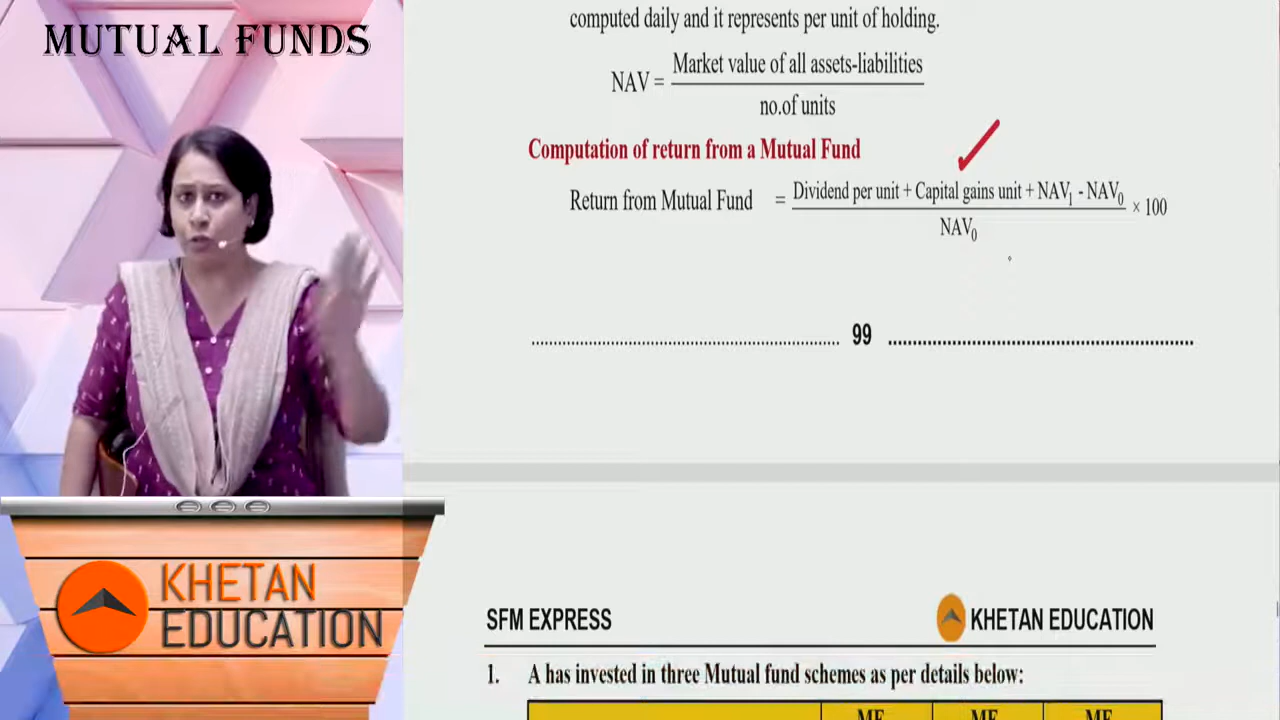 MUTUAL FUNDS
computed daily and it represents per unit of holding.
NAV = Market value of all assets-liabilities
no.of units
Computation of return from a Mutual Fund
Return from Mutual Fund = Dividend per unit + Capital gains unit + NAV₁ - NAV₀ × 100
NAV₀
99
KHETAN
EDUCATION
SFM EXPRESS
KHETAN EDUCATION
1. A has invested in three Mutual fund schemes as per details below:
MF MF MF